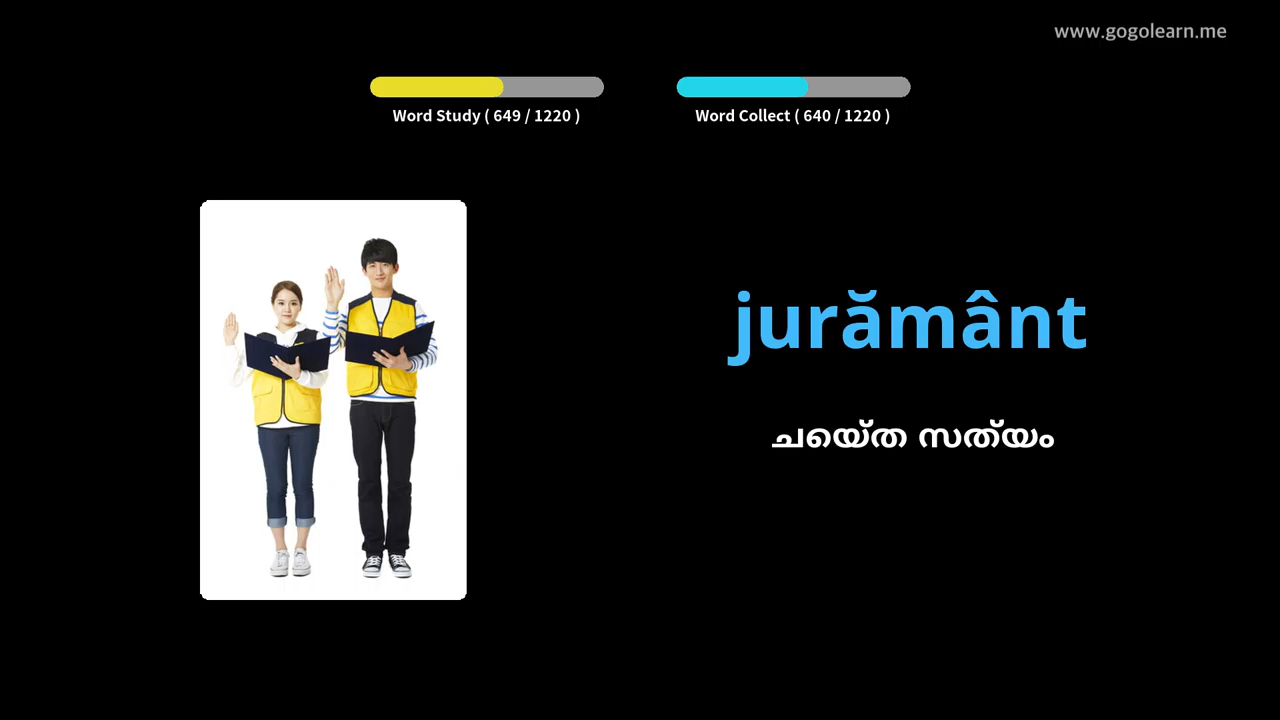 www.gogolearn.me
Word Study ( 649 / 1220 )
Word Collect ( 640 / 1220 )
jurământ
ചയ്തെ സത്യം